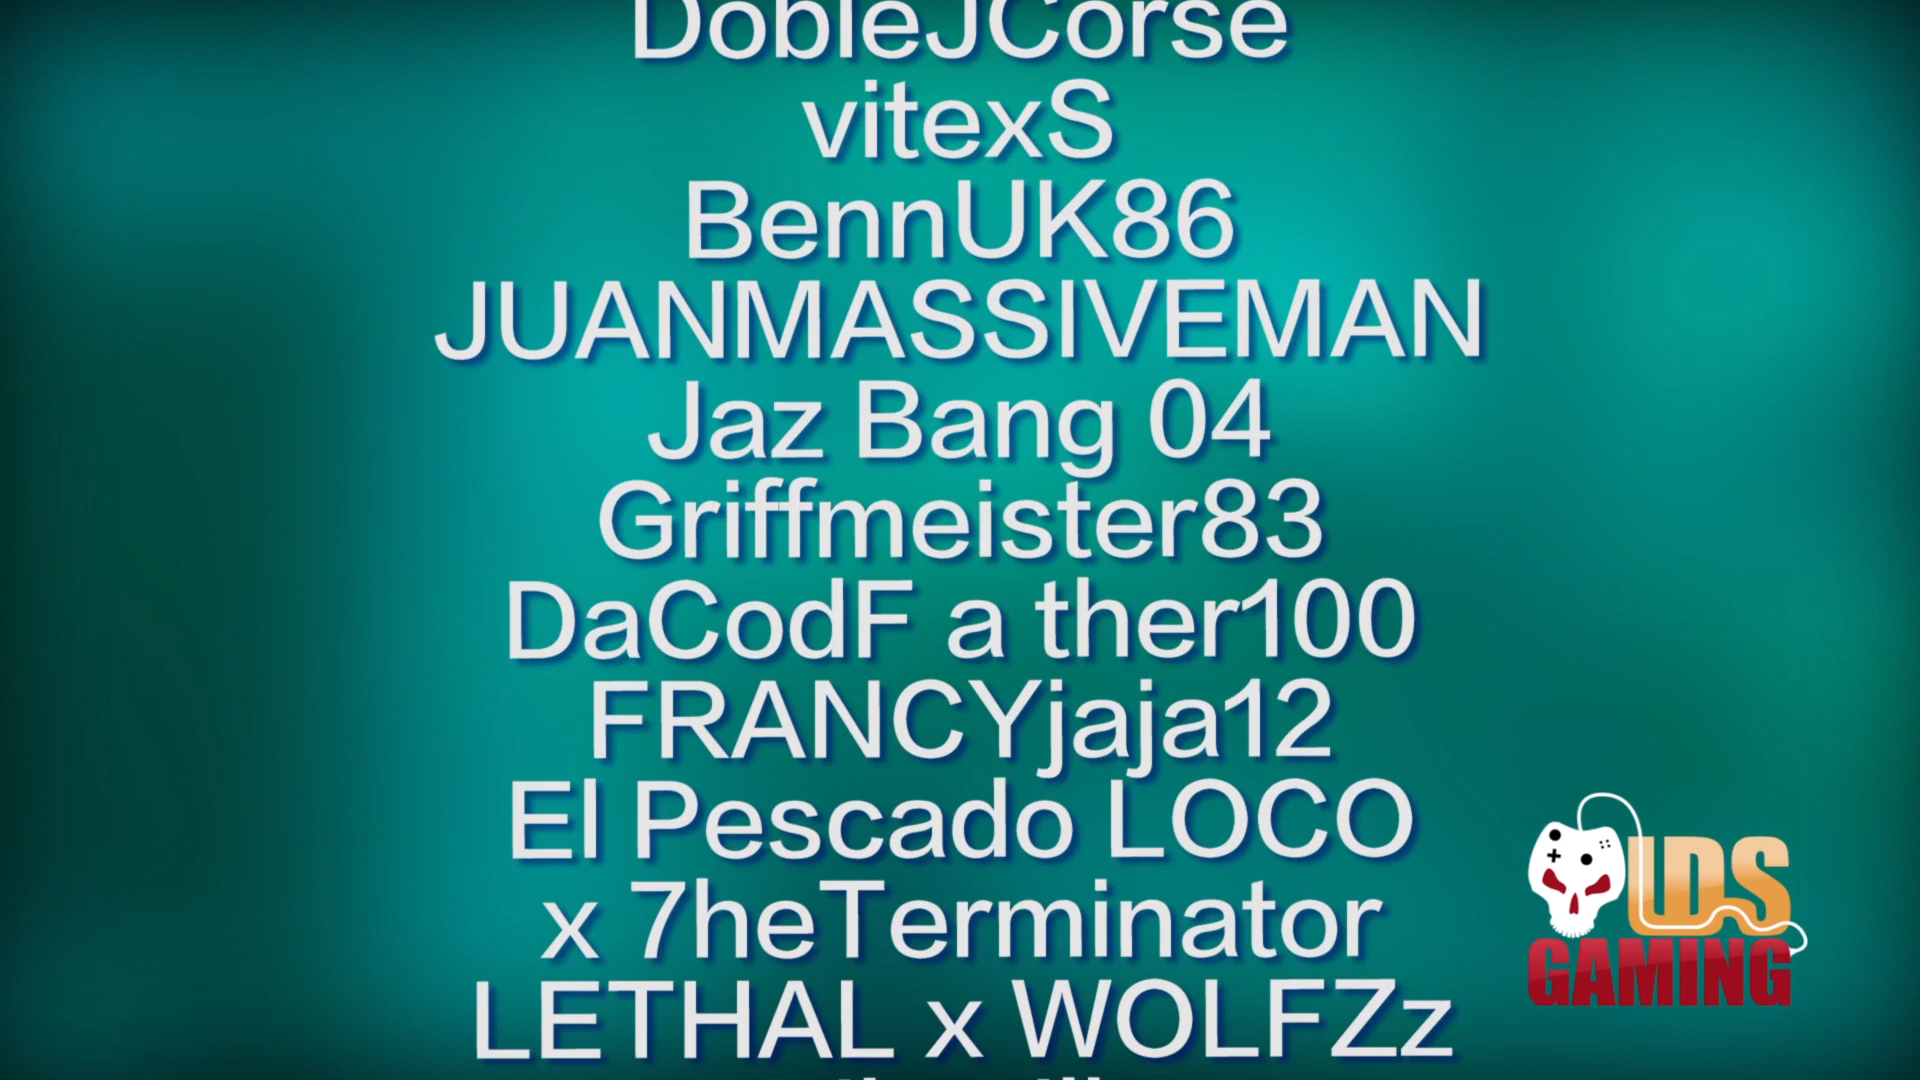 DobleJCorse
vitexS
BennUK86
JUANMASSIVEMAN
Jaz Bang 04
Griffmeister83
DaCodF a ther100
FRANCYjaja12
El Pescado LOCO
x 7heTerminator
LETHAL x WOLFZz
LDS
GAMING